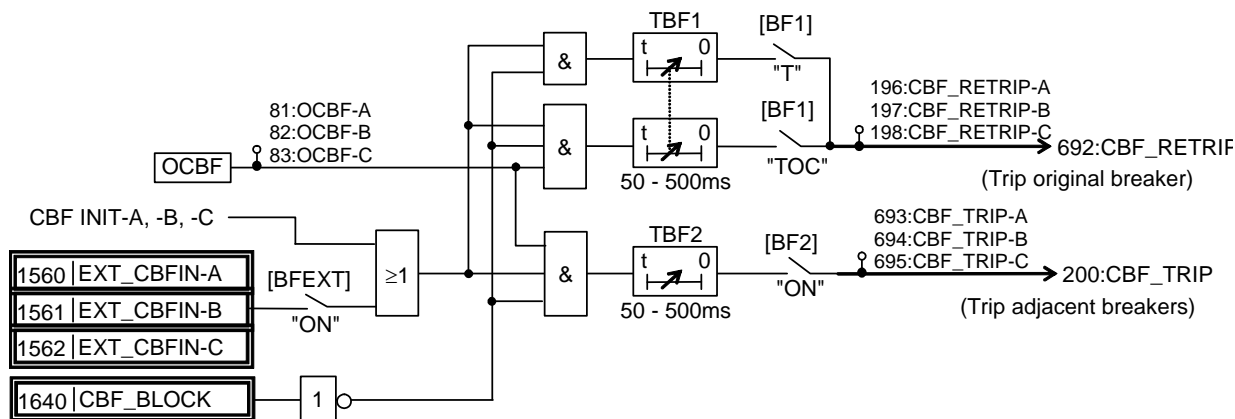 TBF1
[BF1]
t 0
&
"T"
81:OCBF-A
82:OCBF-B
83:OCBF-C
[BF1]
196:CBF_RETRIP-A
197:CBF_RETRIP-B
198:CBF_RETRIP-C
t 0
&
OCBF
"TOC"
50 - 500ms
692:CBF_RETRIP
(Trip original breaker)
CBF INIT-A, -B, -C
TBF2
[BF2]
693:CBF_TRIP-A
694:CBF_TRIP-B
695:CBF_TRIP-C
1560 EXT_CBFIN-A
[BFEXT]
≥1
&
t 0
200:CBF_TRIP
"ON"
1561 EXT_CBFIN-B
"ON"
50 - 500ms
(Trip adjacent breakers)
1562 EXT_CBFIN-C
1640 CBF_BLOCK
1